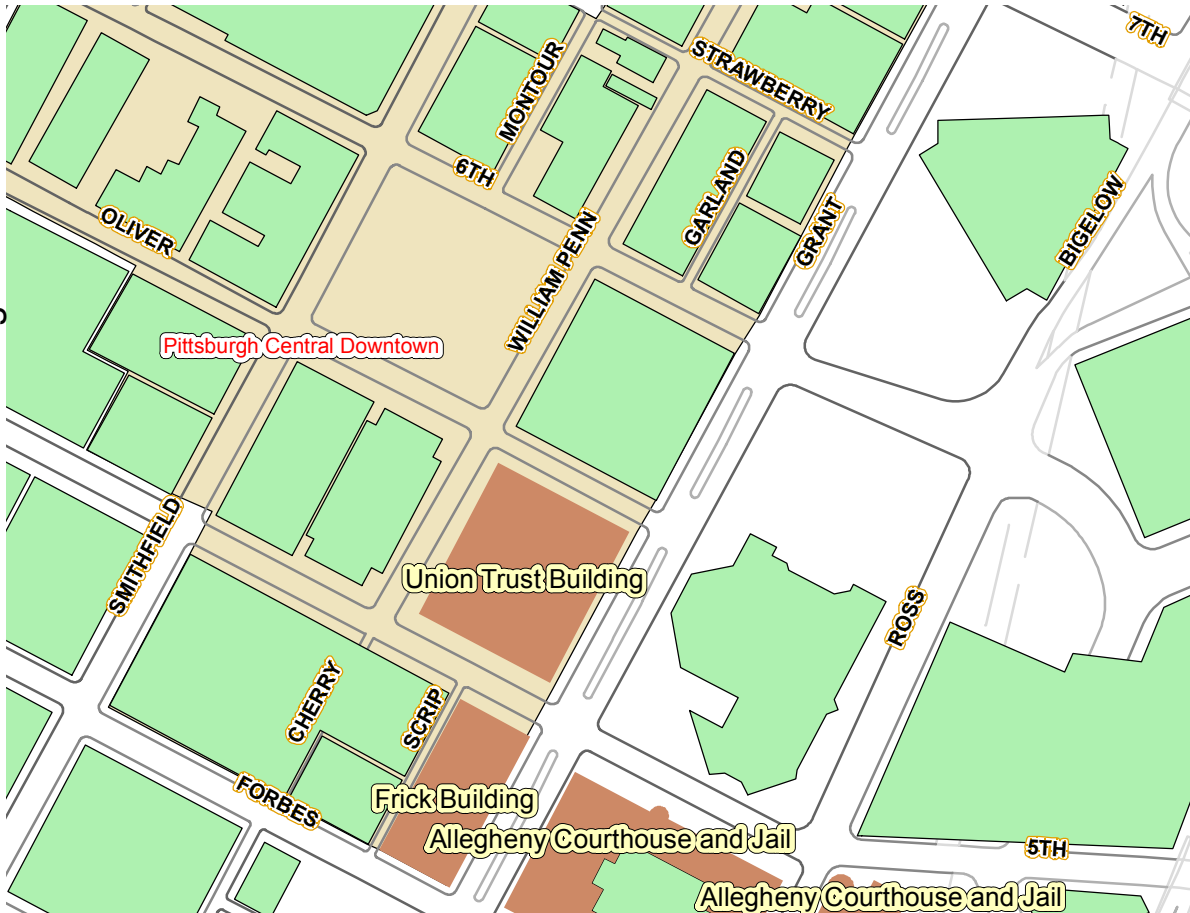 7TH
MONTOUR
STRAWBERRY
6TH
GARLAND
BIGELOW
OLIVER
GRANT
WILLIAM PENN
Pittsburgh Central Downtown
SMITHFIELD
Union Trust Building
ROSS
CHERRY
SCRIP
FORBES
Frick Building
Allegheny Courthouse and Jail
5TH
Allegheny Courthouse and Jail